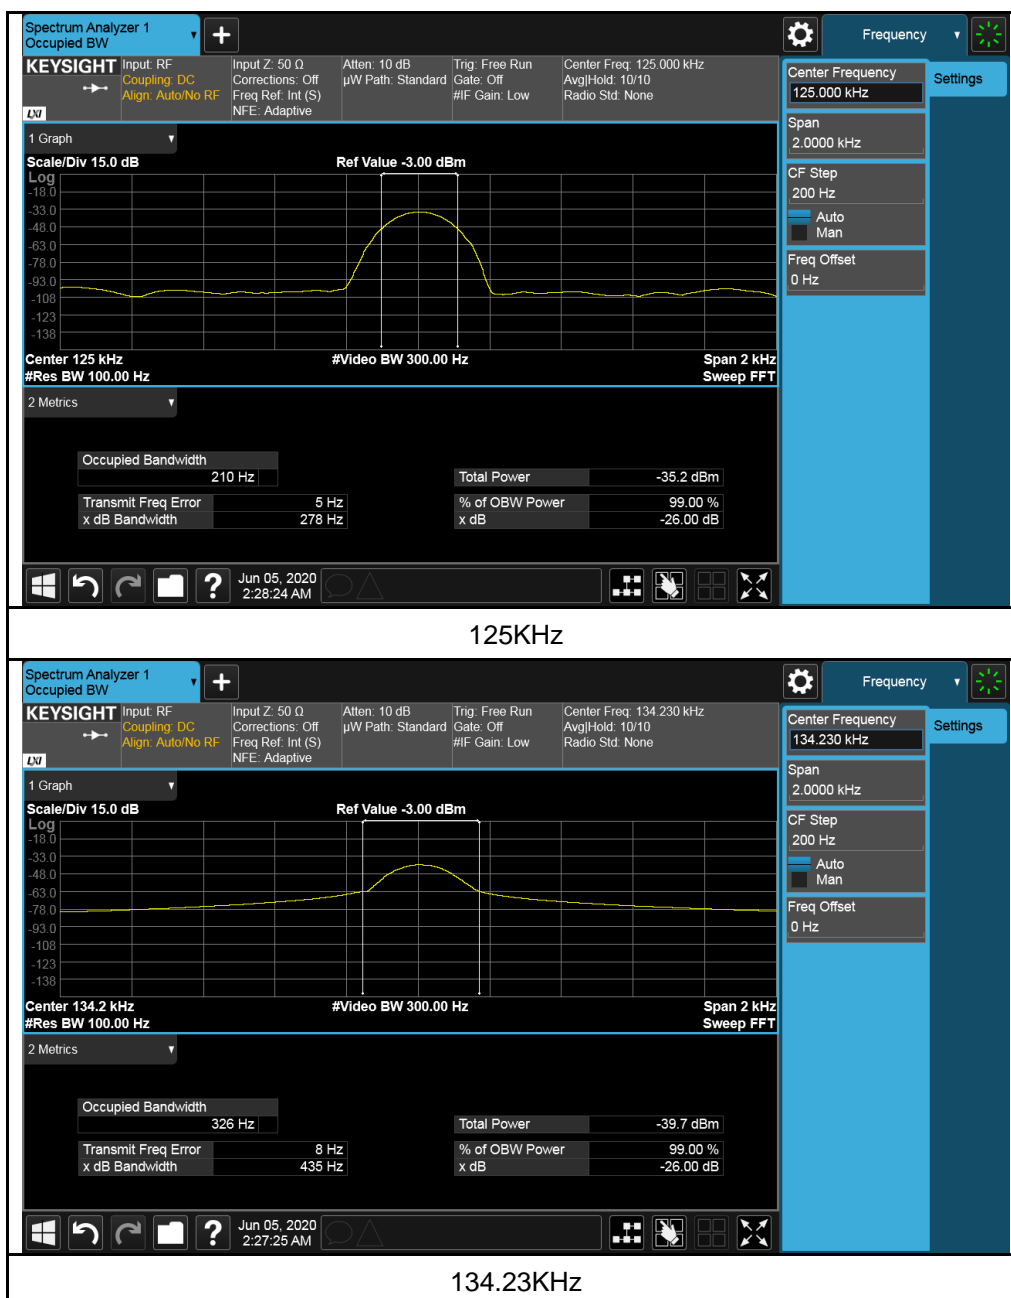 Spectrum Analyzer 1
Occupied BW
Frequency
KEYSIGHT
LXI
Input: RF
Coupling: DC
Align: Auto/No RF
Input Z: 50 Ω
Corrections: Off
Freq Ref: Int (S)
NFE: Adaptive
Atten: 10 dB
µW Path: Standard
Trig: Free Run
Gate: Off
#IF Gain: Low
Center Freq: 125.000 kHz
Avg|Hold: 10/10
Radio Std: None
Center Frequency
125.000 kHz
Settings
Span
2.0000 kHz
CF Step
200 Hz
Auto
Man
Freq Offset
0 Hz
1 Graph
Scale/Div 15.0 dB
Ref Value -3.00 dBm
Log
-18.0
-33.0
-48.0
-63.0
-78.0
-93.0
-108
-123
-138
Center 125 kHz
#Video BW 300.00 Hz
Span 2 kHz
#Res BW 100.00 Hz
Sweep FFT
2 Metrics
Occupied Bandwidth
210 Hz
Total Power -35.2 dBm
Transmit Freq Error 5 Hz
% of OBW Power 99.00 %
x dB Bandwidth 278 Hz
x dB -26.00 dB
?
Jun 05, 2020
2:28:24 AM
125KHz
Spectrum Analyzer 1
Occupied BW
Frequency
KEYSIGHT
LXI
Input: RF
Coupling: DC
Align: Auto/No RF
Input Z: 50 Ω
Corrections: Off
Freq Ref: Int (S)
NFE: Adaptive
Atten: 10 dB
µW Path: Standard
Trig: Free Run
Gate: Off
#IF Gain: Low
Center Freq: 134.230 kHz
Avg|Hold: 10/10
Radio Std: None
Center Frequency
134.230 kHz
Settings
Span
2.0000 kHz
CF Step
200 Hz
Auto
Man
Freq Offset
0 Hz
1 Graph
Scale/Div 15.0 dB
Ref Value -3.00 dBm
Log
-18.0
-33.0
-48.0
-63.0
-78.0
-93.0
-108
-123
-138
Center 134.2 kHz
#Video BW 300.00 Hz
Span 2 kHz
#Res BW 100.00 Hz
Sweep FFT
2 Metrics
Occupied Bandwidth
326 Hz
Total Power -39.7 dBm
Transmit Freq Error 8 Hz
% of OBW Power 99.00 %
x dB Bandwidth 435 Hz
x dB -26.00 dB
?
Jun 05, 2020
2:27:25 AM
134.23KHz